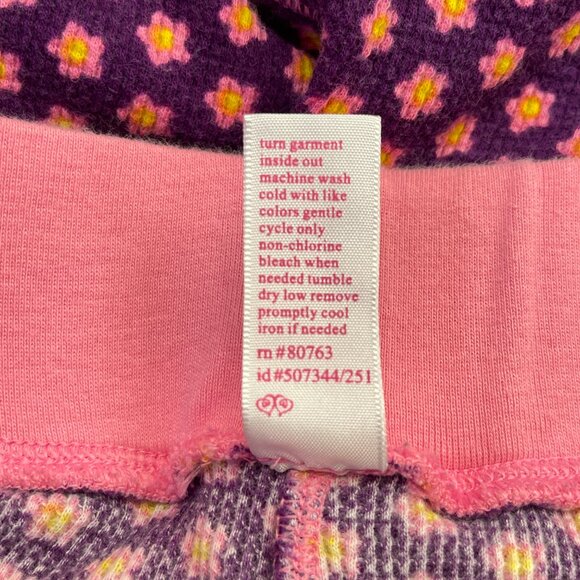 turn garment
inside out
machine wash
cold with like
colors gentle
cycle only
non-chlorine
bleach when
needed tumble
dry low remove
promptly cool
iron if needed
rn #80763
id #507344/251